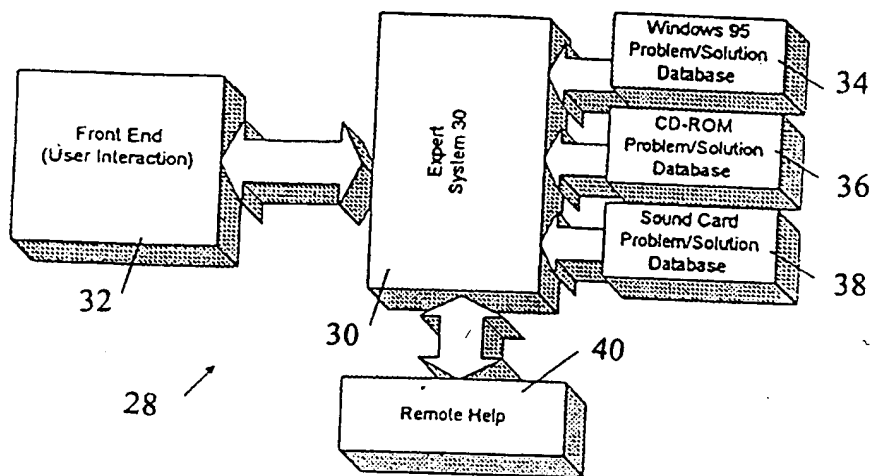 Windows 95
Problem/Solution
Database
34
Front End
(User Interaction)
32
Expert
System 30
30
CD-ROM
Problem/Solution
Database
36
Sound Card
Problem/Solution
Database
38
28
40
Remote Help